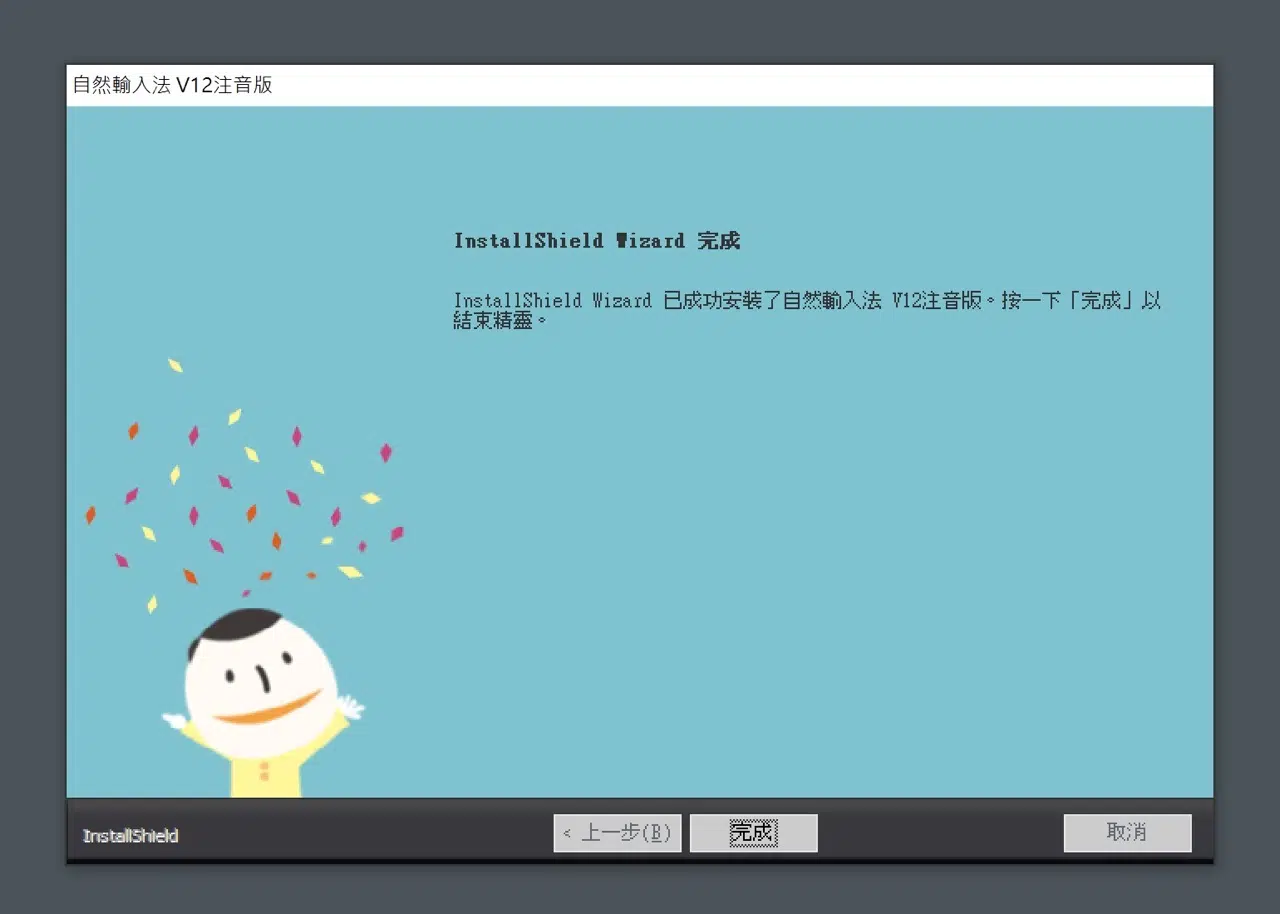 自然輸入法 V12注音版
InstallShield Wizard 完成
InstallShield Wizard 已成功安裝了自然輸入法 V12注音版。按一下「完成」以
結束精靈。
InstallShield
< 上一步(B)
完成
取消